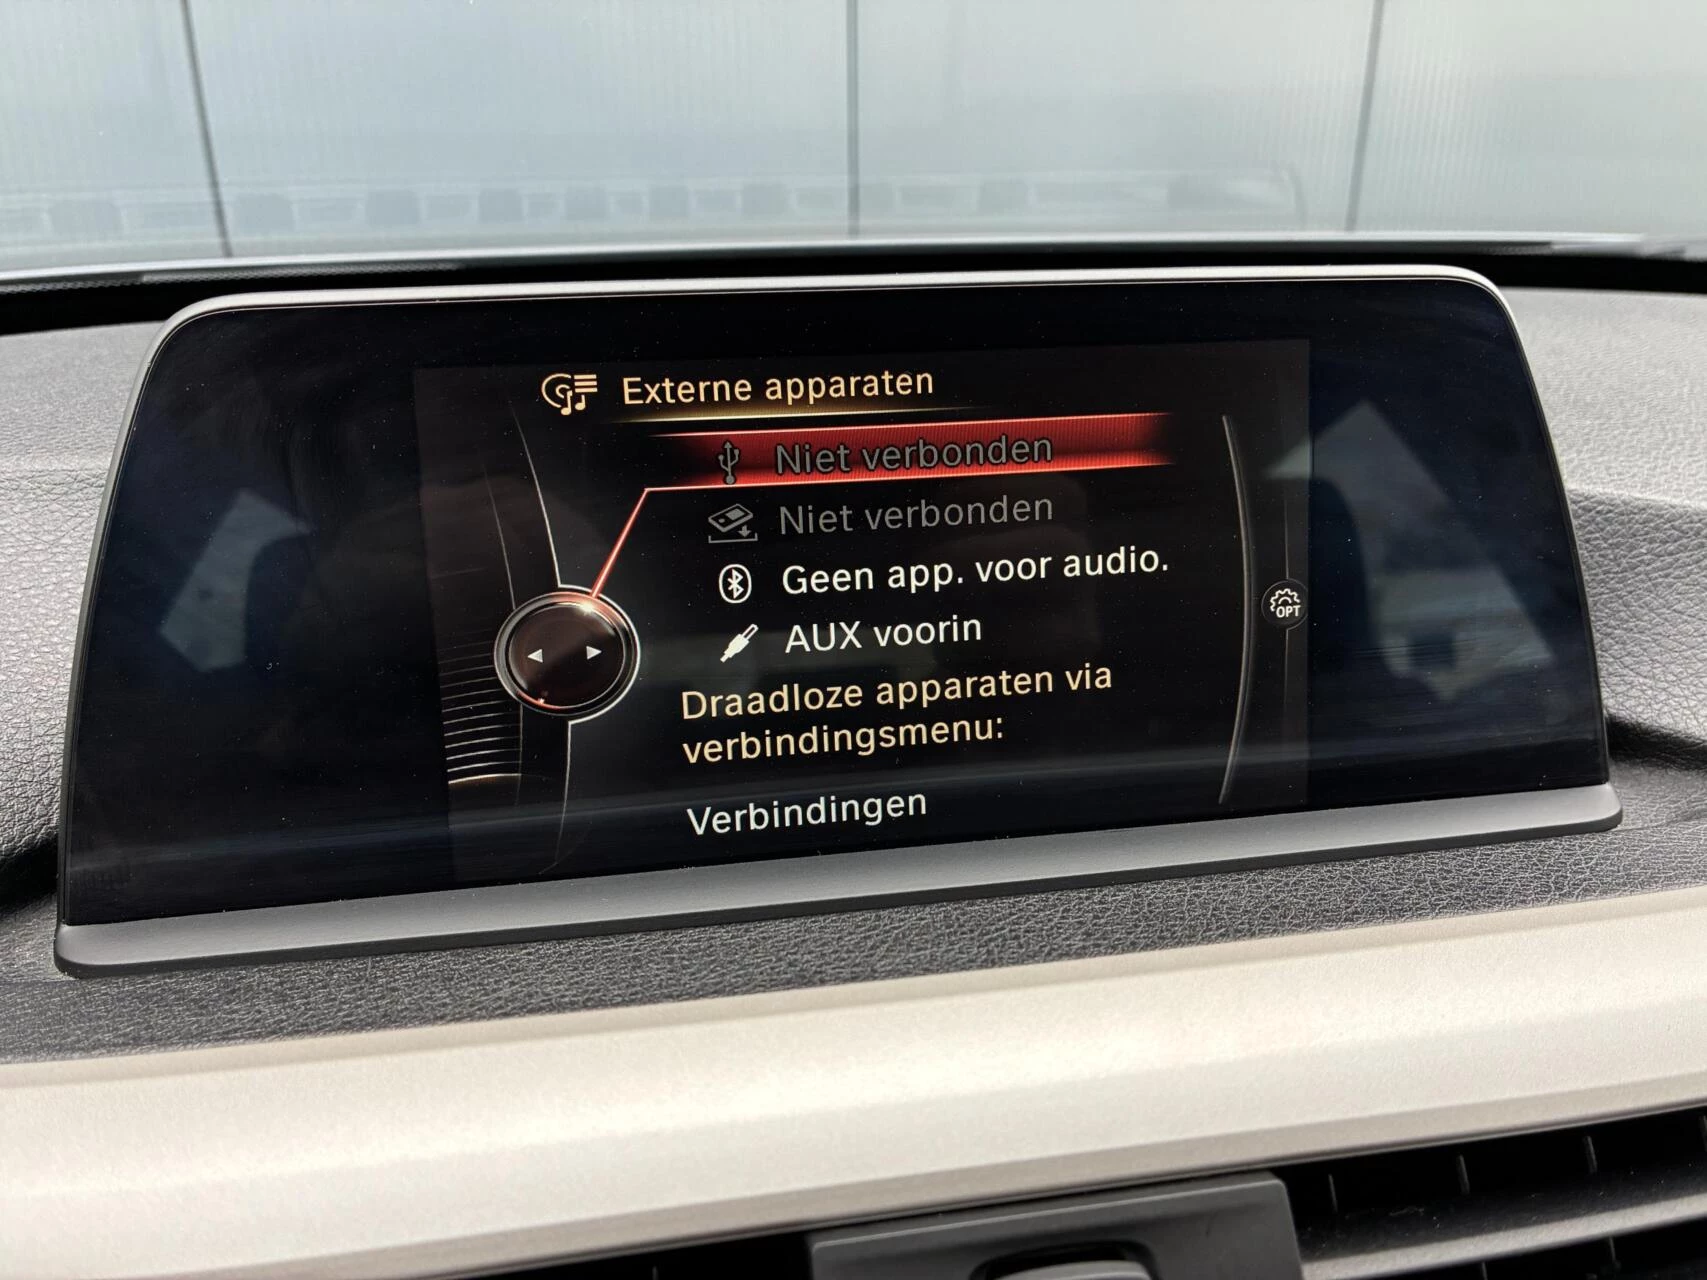 Externe apparaten
Niet verbonden
Niet verbonden
Geen app. voor audio.
AUX voorin
OPT
Draadloze apparaten via
verbindingsmenu:
Verbindingen